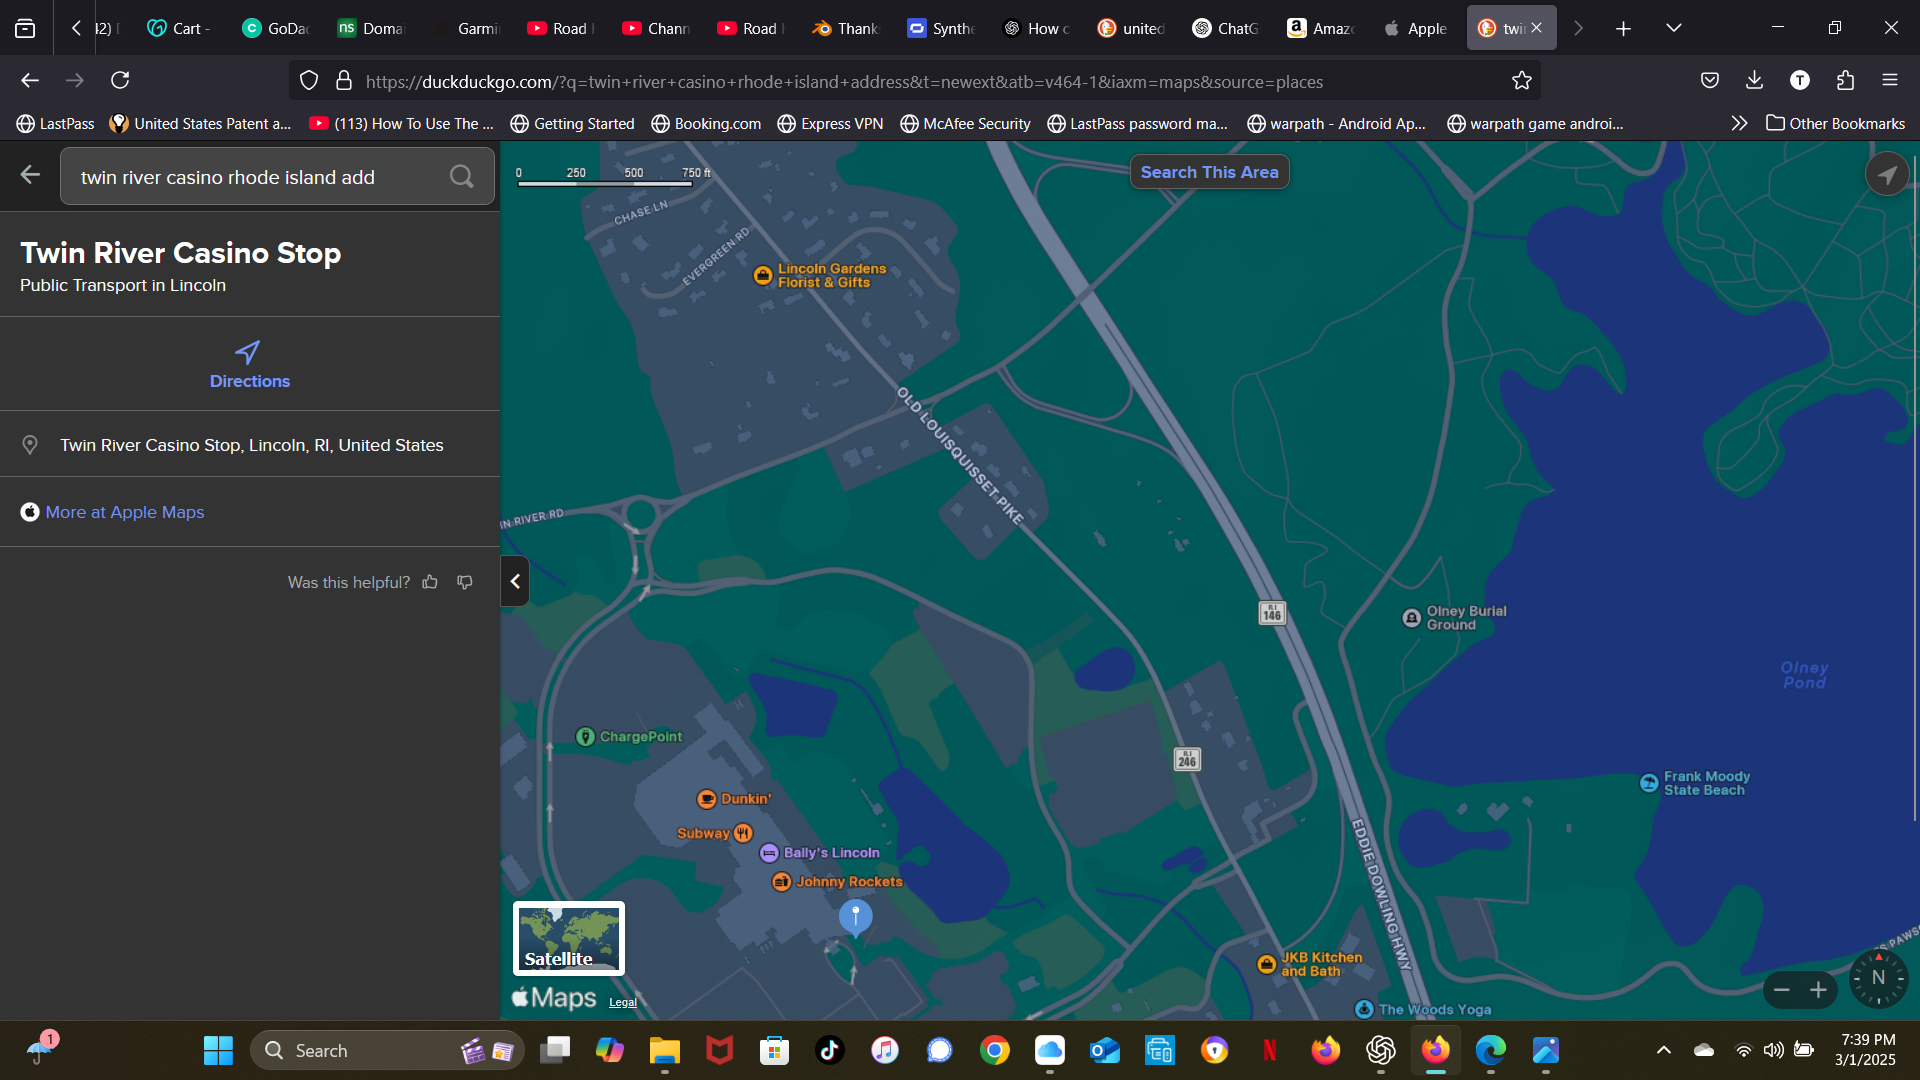 42)
Cart -
GoDa
ns
Domai
Garmi
Road
Chann
Road
Thank
Synthe
How c
united
ChatG
Amazo
Apple
twin
https://duckduckgo.com/?q=twin+river+casino+rhode+island+address&t=newext&atb=v464-1&iaxm=maps&source=places
T
LastPass
United States Patent a...
(113) How To Use The ...
Getting Started
Booking.com
Express VPN
McAfee Security
LastPass password ma...
warpath - Android Ap...
warpath game androi...
Other Bookmarks
twin river casino rhode island add
Twin River Casino Stop
Public Transport in Lincoln
Directions
Twin River Casino Stop, Lincoln, RI, United States
More at Apple Maps
Was this helpful?
0 250 500 750 ft
Search This Area
CHASE LN
EVERGREEN RD
Lincoln Gardens
Florist & Gifts
OLD LOUISQUISSET PIKE
IN RIVER RD
R.I
146
Olney Burial
Ground
Olney
Pond
ChargePoint
R.I
246
Frank Moody
State Beach
Dunkin'
Subway
Bally's Lincoln
Johnny Rockets
EDDIE DOWLING HWY
JKB Kitchen
and Bath
The Woods Yoga
Satellite
Maps
Legal
N
1
Search
7:39 PM
3/1/2025